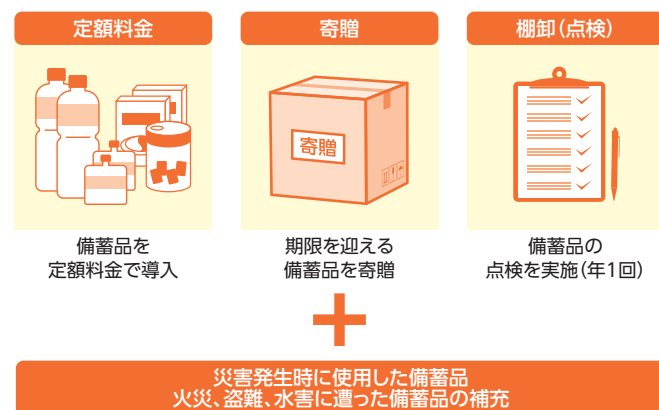 定額料金
寄贈
棚卸(点検)
寄贈
備蓄品を
定額料金で導入
期限を迎える
備蓄品を寄贈
備蓄品の
点検を実施(年1回)
+
災害発生時に使用した備蓄品
火災、盗難、水害に遭った備蓄品の補充